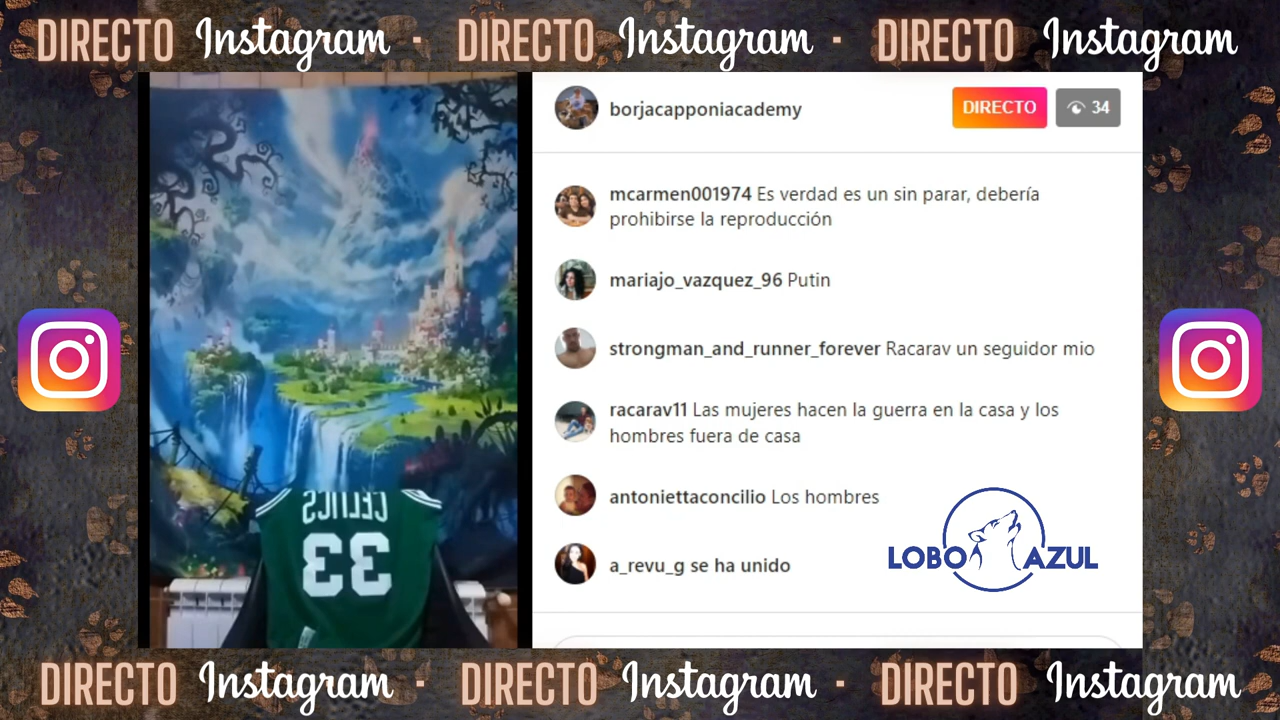 DIRECTO Instagram · DIRECTO Instagram · DIRECTO Instagram
borjacapponiacademy
DIRECTO 34
mcarmen001974 Es verdad es un sin parar, debería
prohibirse la reproducción
mariajo_vazquez_96 Putin
strongman_and_runner_forever Racarav un seguidor mio
racarav11 Las mujeres hacen la guerra en la casa y los
hombres fuera de casa
antoniettaconcilio Los hombres
LOBO AZUL
a_revu_g se ha unido
CELTICS
33
DIRECTO Instagram · DIRECTO Instagram · DIRECTO Instagram